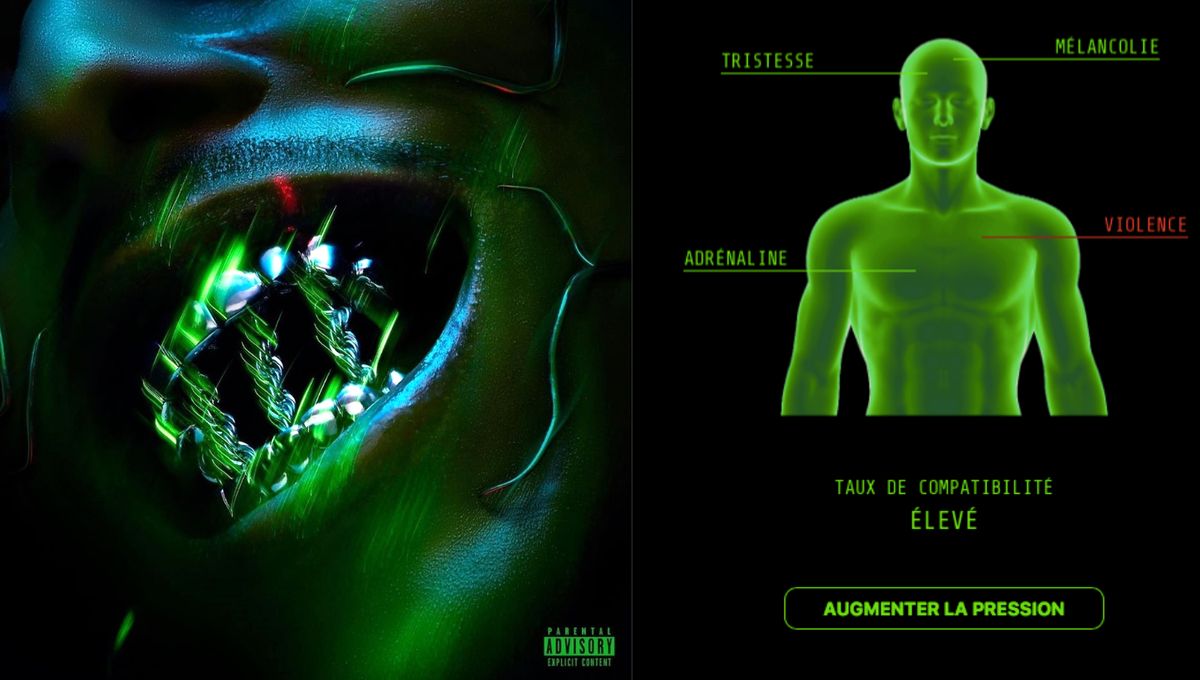 PARENTAL
ADVISORY
EXPLICIT CONTENT
TRISTESSE
MÉLANCOLIE
VIOLENCE
ADRÉNALINE
TAUX DE COMPATIBILITÉ
ÉLEVÉ
AUGMENTER LA PRESSION